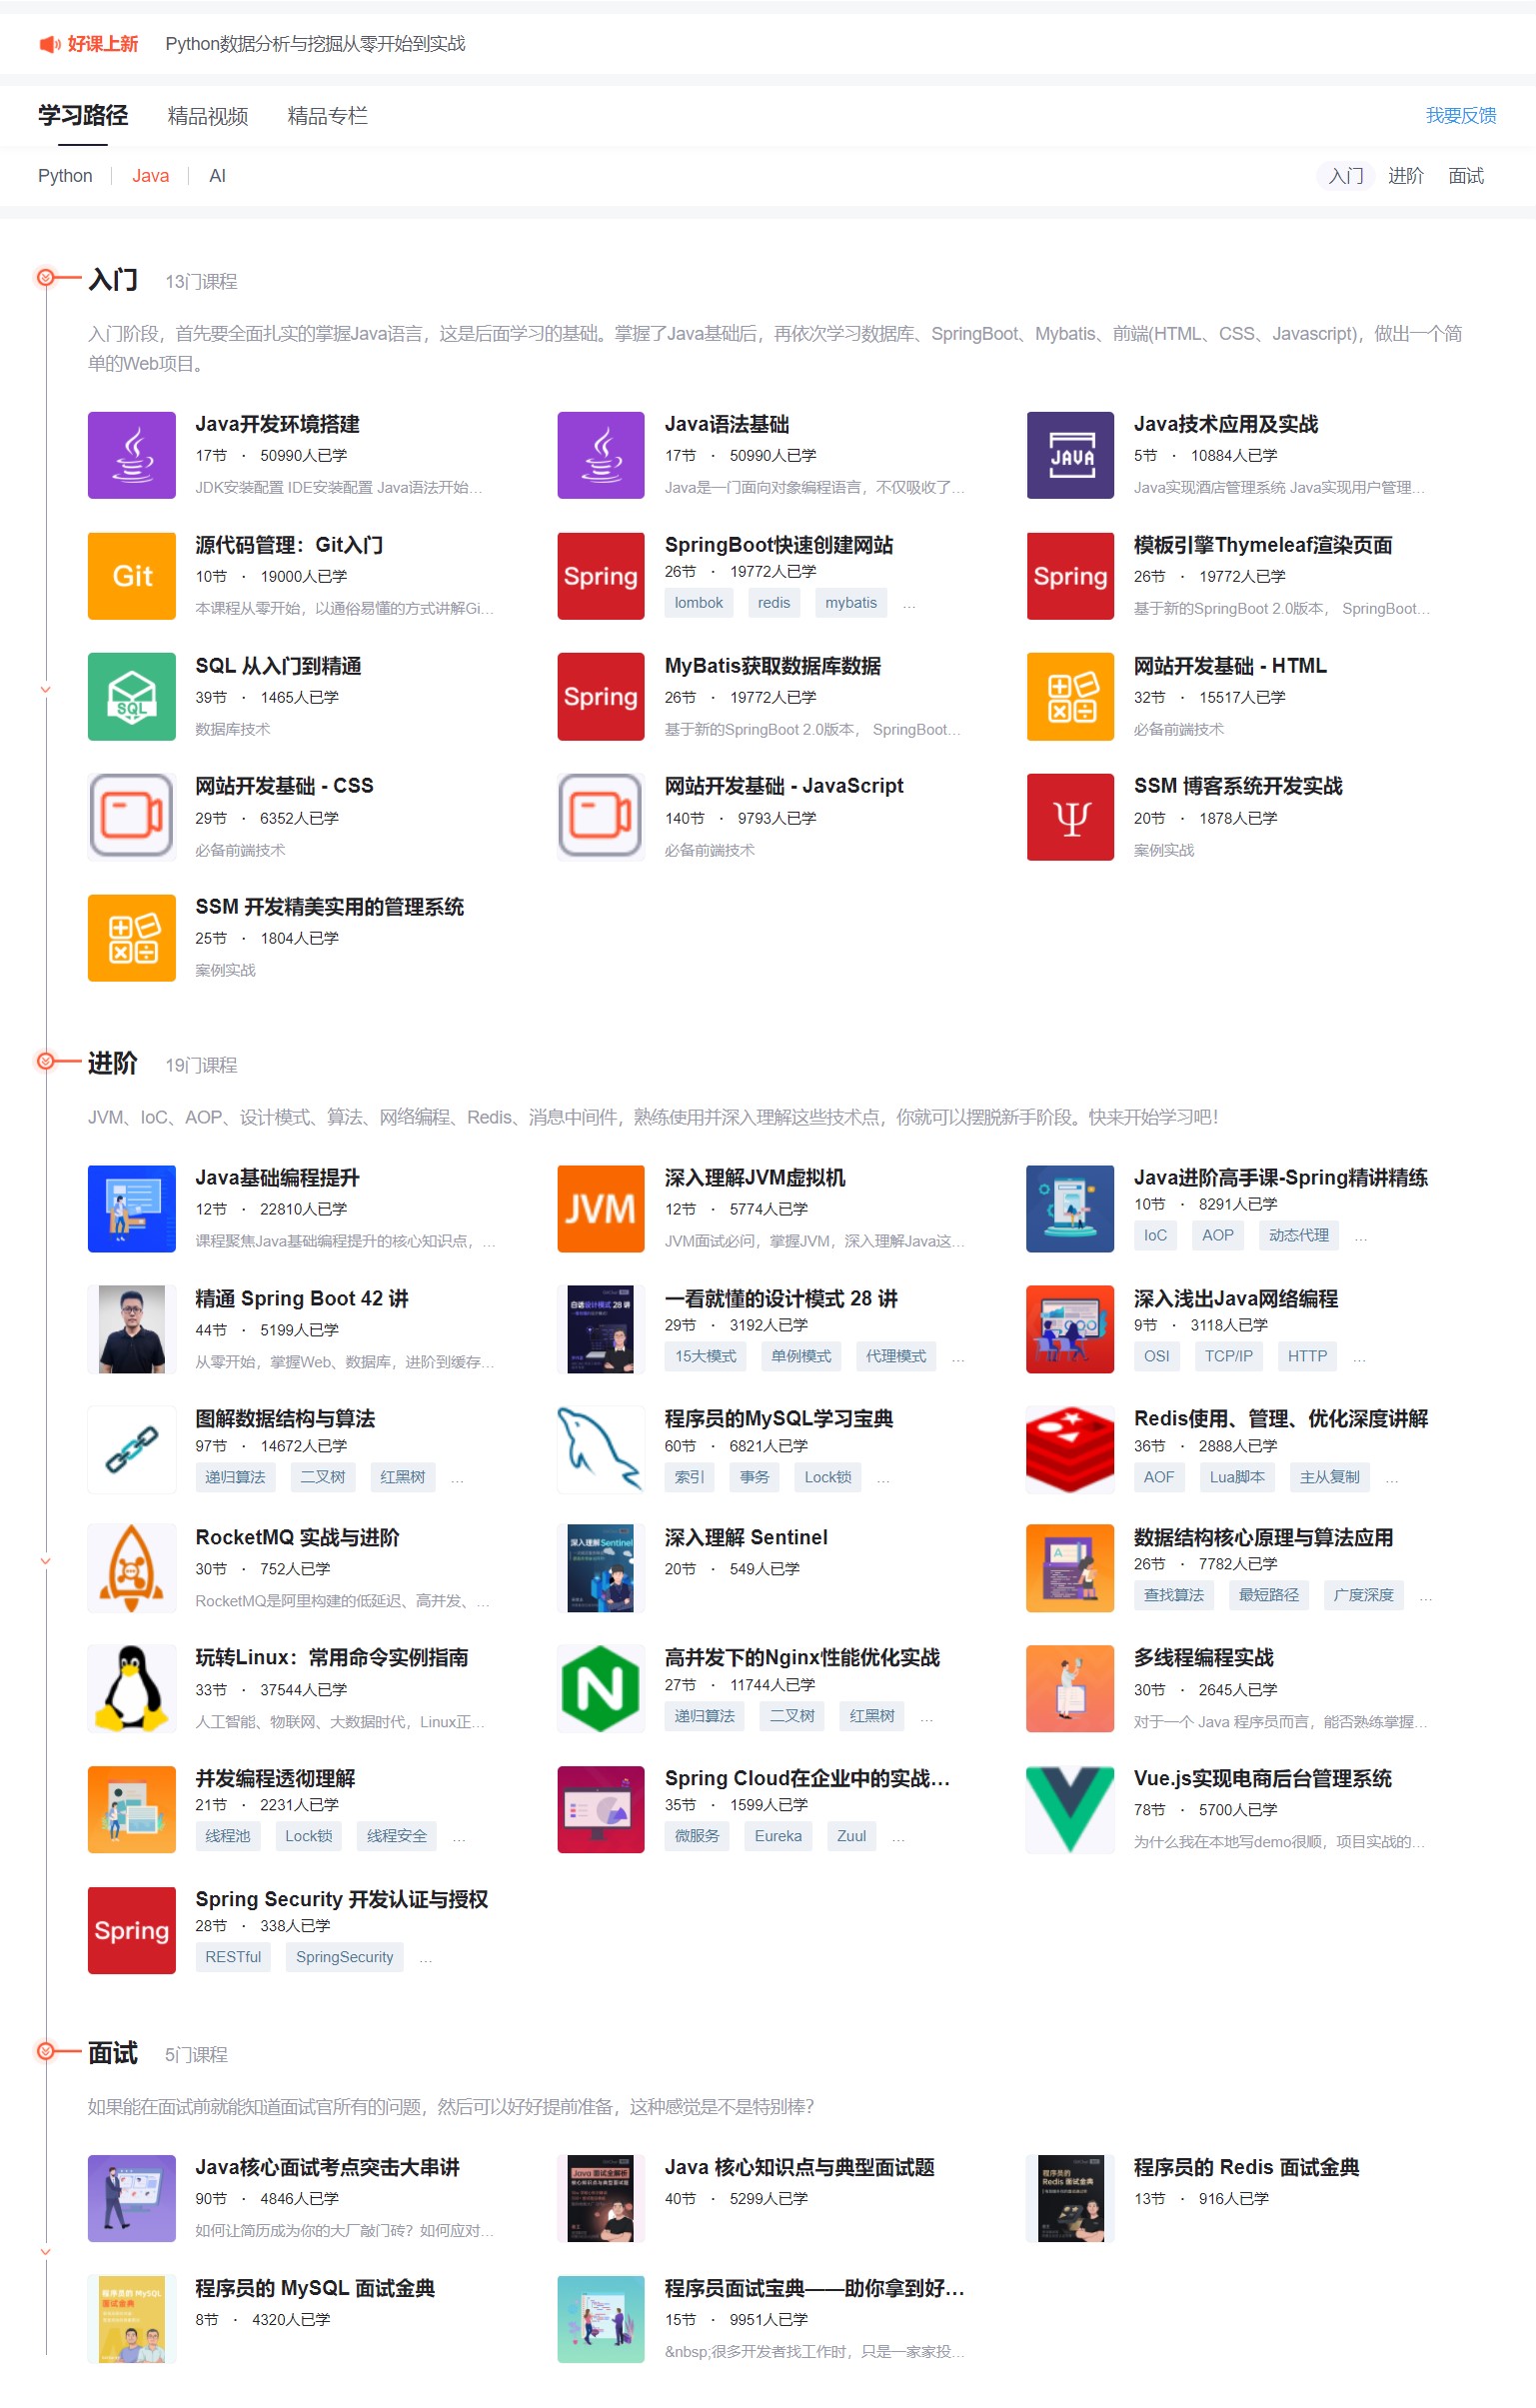 好课上新 Python数据分析与挖掘从零开始到实战
学习路径 精品视频 精品专栏 我要反馈
Python Java AI 入门 进阶 面试
入门 13门课程
入门阶段，首先要全面扎实的掌握Java语言，这是后面学习的基础。掌握了Java基础后，再依次学习数据库、SpringBoot、Mybatis、前端(HTML、CSS、Javascript)，做出一个简
单的Web项目。
Java开发环境搭建
17节 · 50990人已学
JDK安装配置 IDE安装配置 Java语法开始...
Java语法基础
17节 · 50990人已学
Java是一门面向对象编程语言，不仅吸收了...
JAVA
Java技术应用及实战
5节 · 10884人已学
Java实现酒店管理系统 Java实现用户管理...
Git
源代码管理：Git入门
10节 · 19000人已学
本课程从零开始，以通俗易懂的方式讲解Gi...
Spring
SpringBoot快速创建网站
26节 · 19772人已学
lombok redis mybatis ...
Spring
模板引擎Thymeleaf渲染页面
26节 · 19772人已学
基于新的SpringBoot 2.0版本， SpringBoot...
SQL
SQL 从入门到精通
39节 · 1465人已学
数据库技术
Spring
MyBatis获取数据库数据
26节 · 19772人已学
基于新的SpringBoot 2.0版本， SpringBoot...
网站开发基础 - HTML
32节 · 15517人已学
必备前端技术
网站开发基础 - CSS
29节 · 6352人已学
必备前端技术
网站开发基础 - JavaScript
140节 · 9793人已学
必备前端技术
SSM 博客系统开发实战
20节 · 1878人已学
案例实战
SSM 开发精美实用的管理系统
25节 · 1804人已学
案例实战
进阶 19门课程
JVM、IoC、AOP、设计模式、算法、网络编程、Redis、消息中间件，熟练使用并深入理解这些技术点，你就可以摆脱新手阶段。快来开始学习吧！
Java基础编程提升
12节 · 22810人已学
课程聚焦Java基础编程提升的核心知识点，...
JVM
深入理解JVM虚拟机
12节 · 5774人已学
JVM面试必问，掌握JVM，深入理解Java这...
Java进阶高手课-Spring精讲精练
10节 · 8291人已学
IoC AOP 动态代理 ...
精通 Spring Boot 42 讲
44节 · 5199人已学
从零开始，掌握Web、数据库，进阶到缓存...
白话设计模式 28 讲
一看就懂的设计模式 28 讲
29节 · 3192人已学
15大模式 单例模式 代理模式 ...
深入浅出Java网络编程
9节 · 3118人已学
OSI TCP/IP HTTP ...
图解数据结构与算法
97节 · 14672人已学
递归算法 二叉树 红黑树 ...
程序员的MySQL学习宝典
60节 · 6821人已学
索引 事务 Lock锁 ...
Redis使用、管理、优化深度讲解
36节 · 2888人已学
AOF Lua脚本 主从复制 ...
RocketMQ 实战与进阶
30节 · 752人已学
RocketMQ是阿里构建的低延迟、高并发、...
深入理解Sentinel
深入理解 Sentinel
20节 · 549人已学
数据结构核心原理与算法应用
26节 · 7782人已学
查找算法 最短路径 广度深度 ...
玩转Linux：常用命令实例指南
33节 · 37544人已学
人工智能、物联网、大数据时代，Linux正...
N
高并发下的Nginx性能优化实战
27节 · 11744人已学
递归算法 二叉树 红黑树 ...
多线程编程实战
30节 · 2645人已学
对于一个 Java 程序员而言，能否熟练掌握...
并发编程透彻理解
21节 · 2231人已学
线程池 Lock锁 线程安全 ...
Spring Cloud在企业中的实战...
35节 · 1599人已学
微服务 Eureka Zuul ...
Vue.js实现电商后台管理系统
78节 · 5700人已学
为什么我在本地写demo很顺，项目实战的...
Spring
Spring Security 开发认证与授权
28节 · 338人已学
RESTful SpringSecurity ...
面试 5门课程
如果能在面试前就能知道面试官所有的问题，然后可以好好提前准备，这种感觉是不是特别棒？
Java核心面试考点突击大串讲
90节 · 4846人已学
如何让简历成为你的大厂敲门砖？如何应对...
Java 面试全解析
核心知识点与典型面试题
Java 核心知识点与典型面试题
40节 · 5299人已学
程序员的
Redis 面试金典
程序员的 Redis 面试金典
13节 · 916人已学
程序员的 MySQL
面试金典
程序员的 MySQL 面试金典
8节 · 4320人已学
程序员面试宝典——助你拿到好...
15节 · 9951人已学
&nbsp;很多开发者找工作时，只是一家家投...